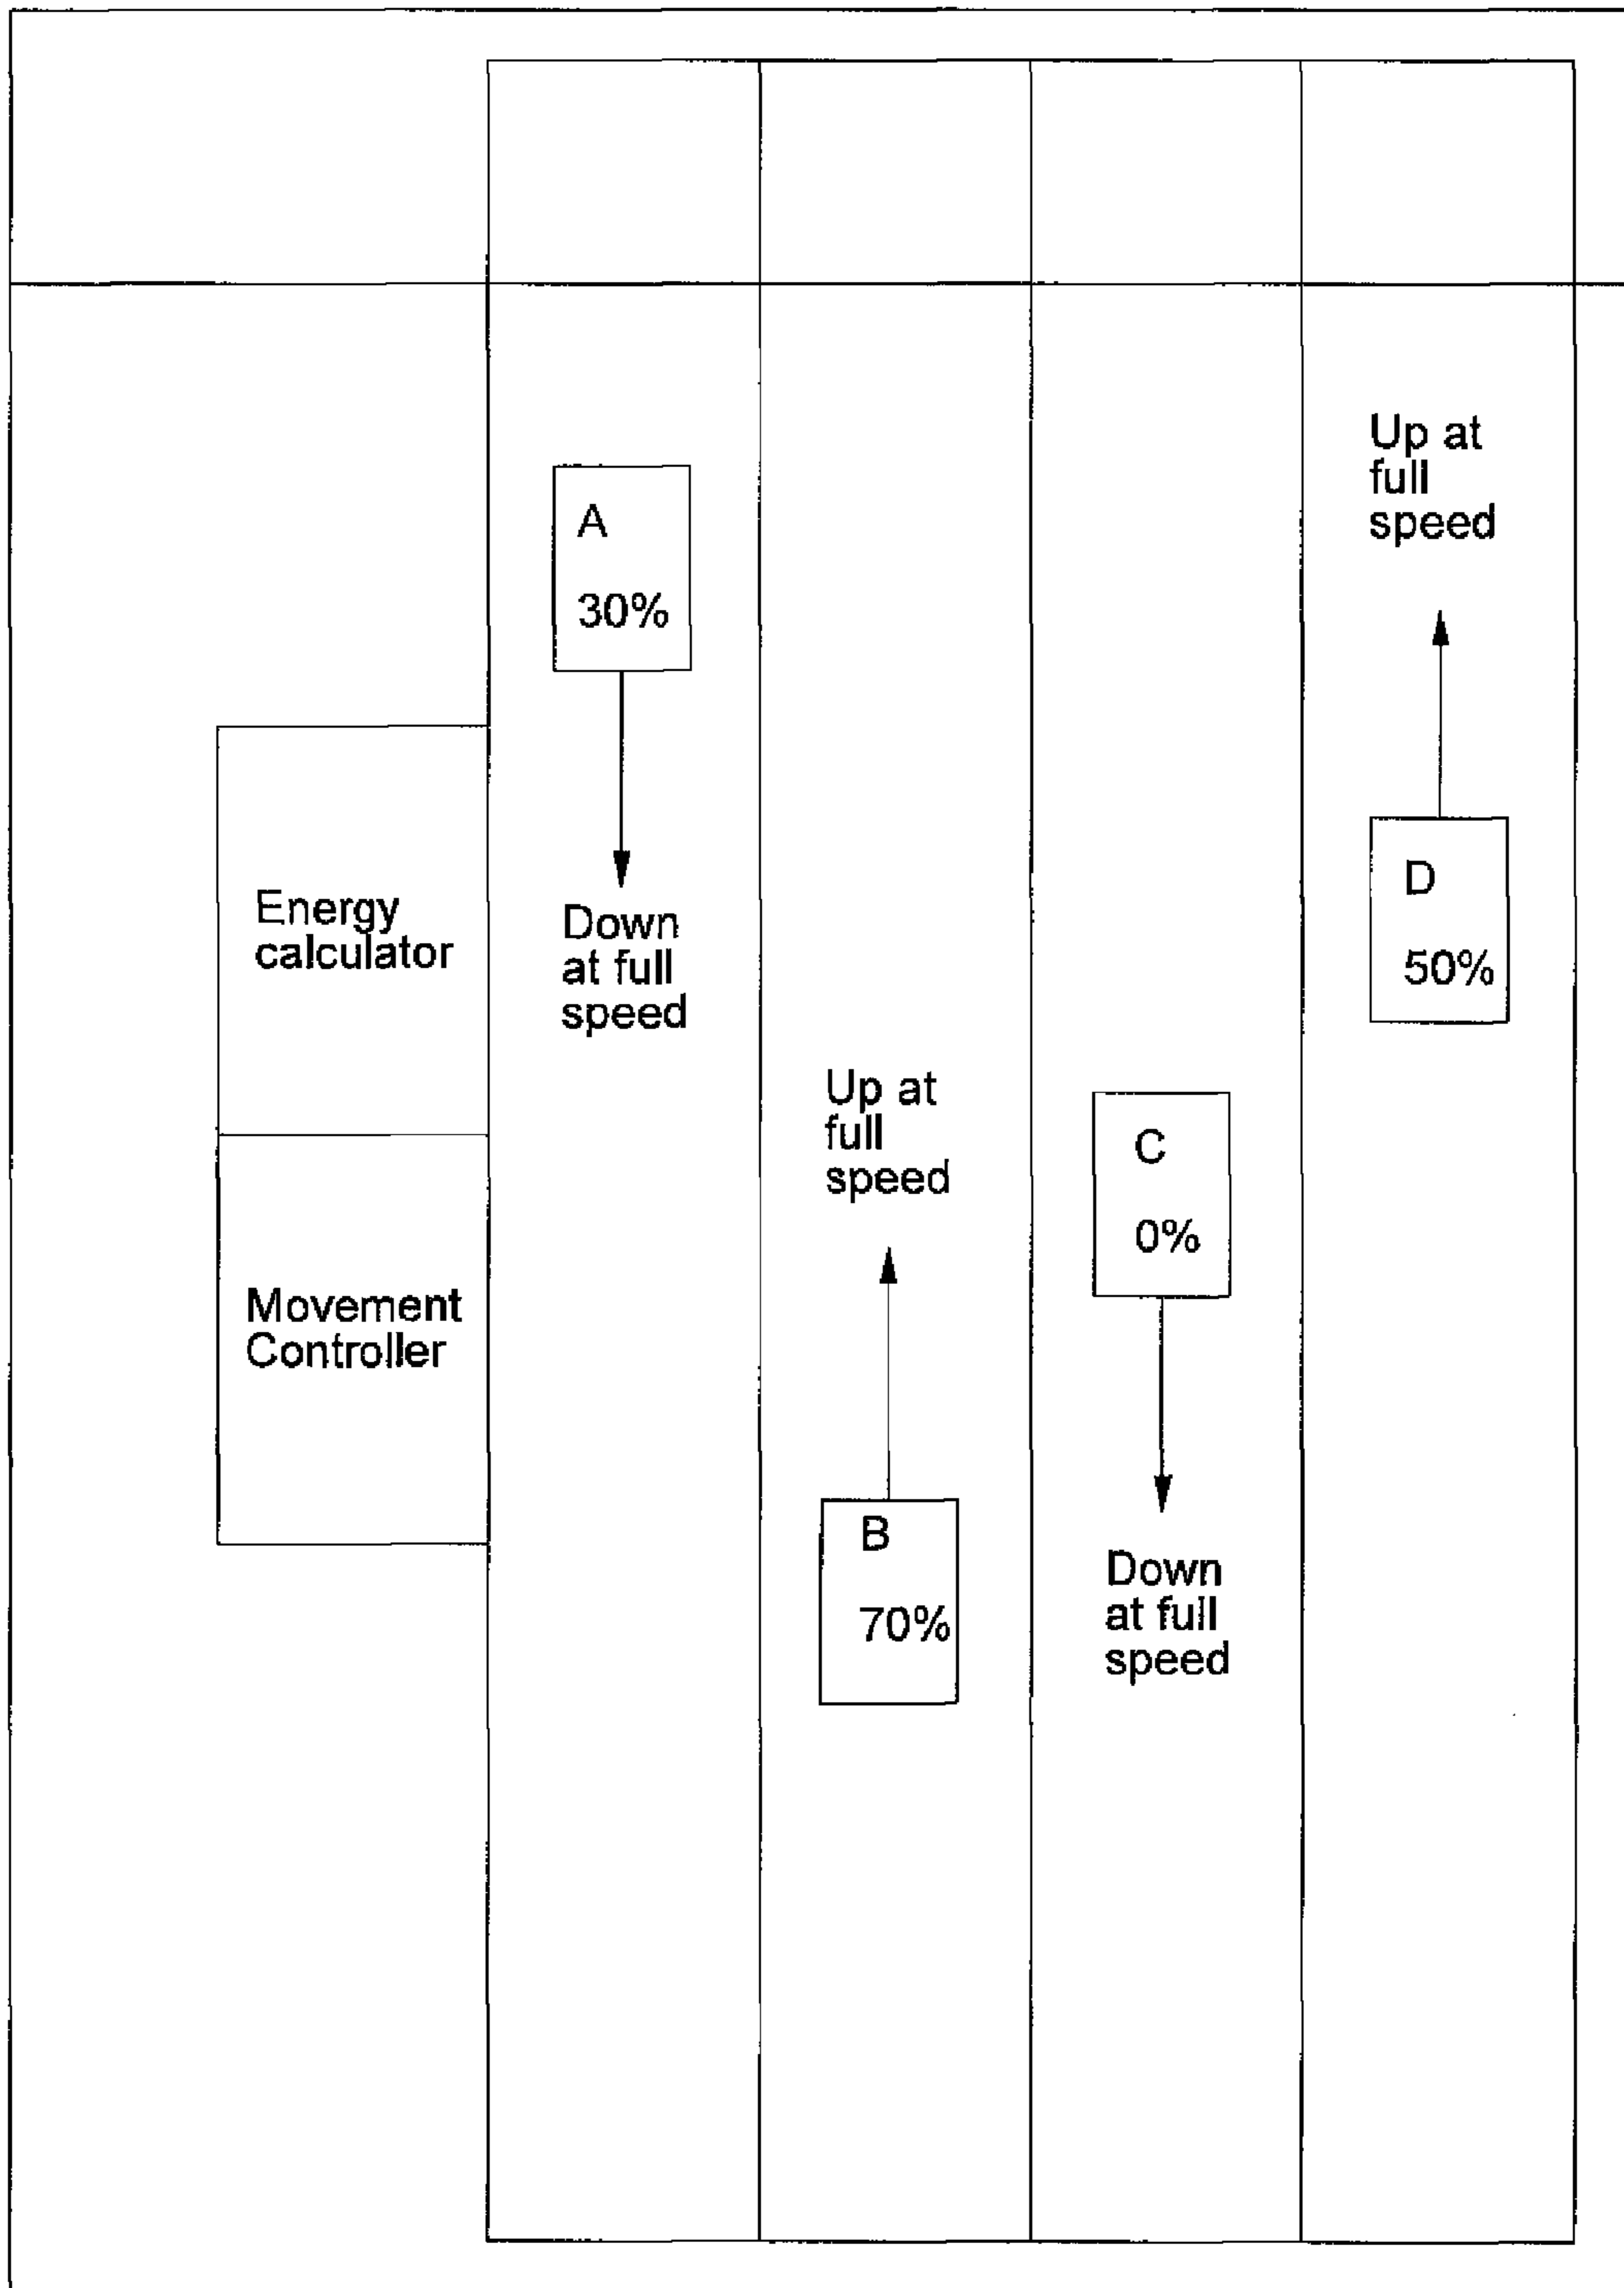 Energy
calculator
Movement
Controller
A
30%
Down
at full
speed
Up at
full
speed
B
70%
C
0%
Down
at full
speed
Up at
full
speed
D
50%